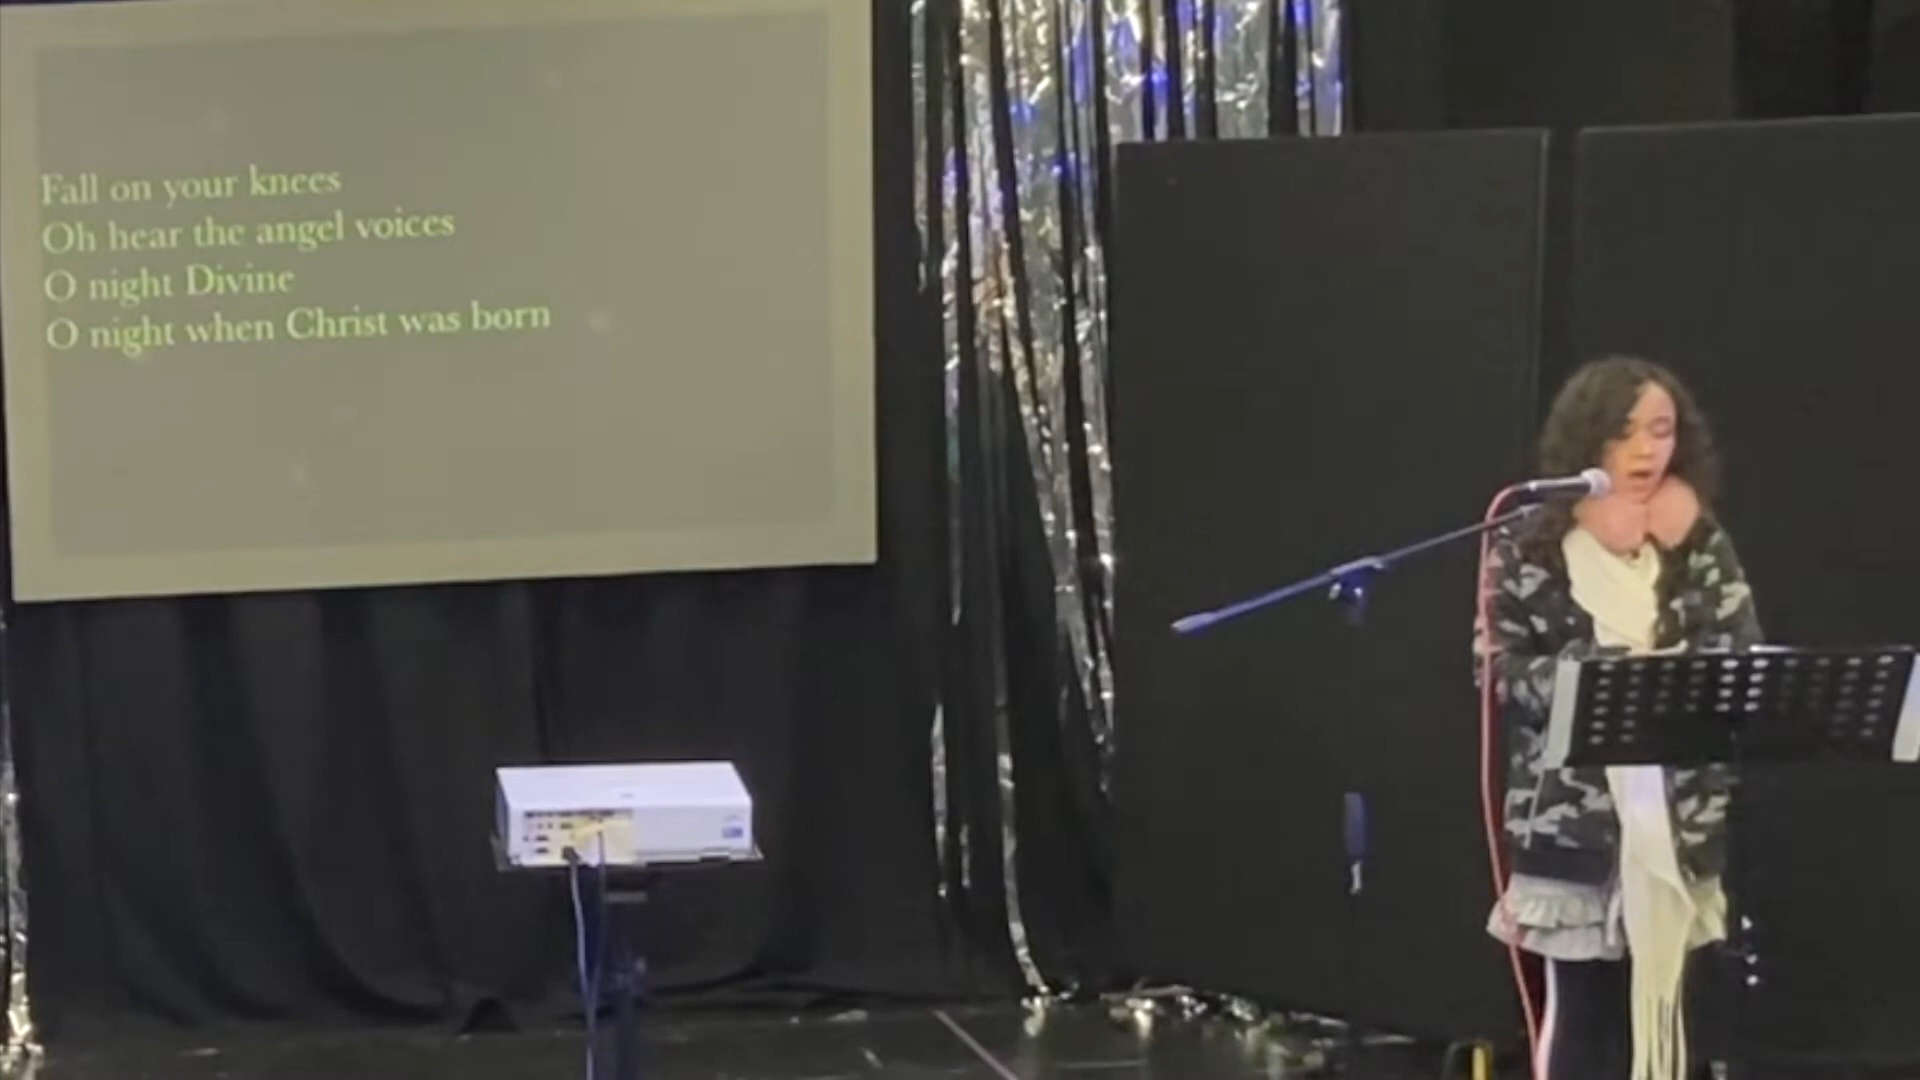 Fall on your knees
Oh hear the angel voices
O night Divine
O night when Christ was born